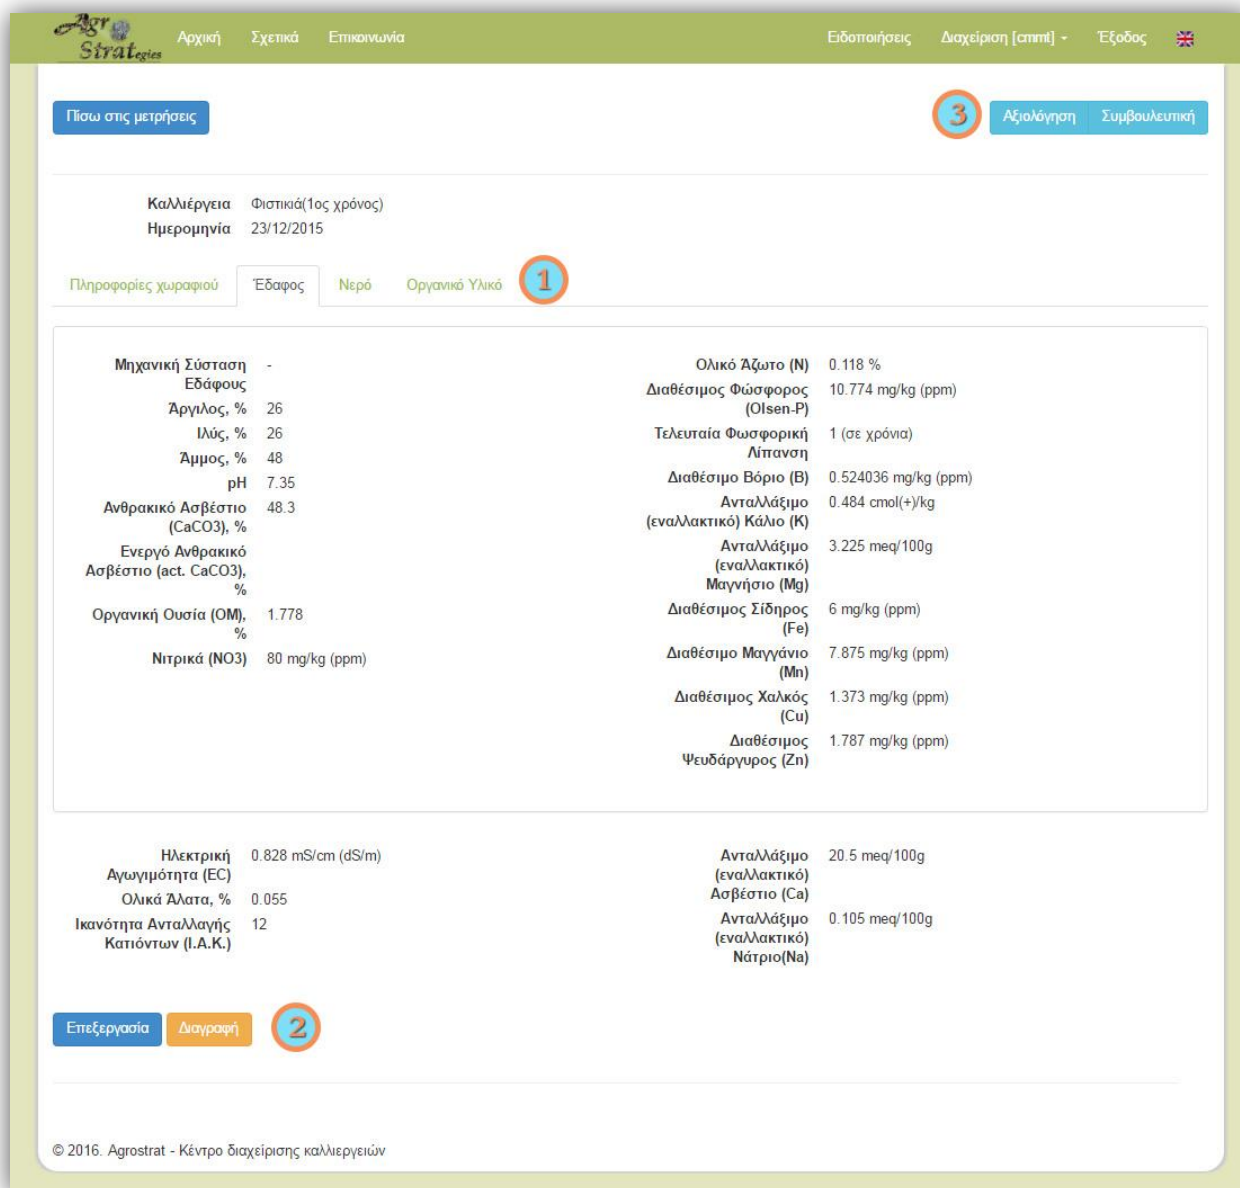 Agr
Strategies
Αρχική Σχετικά Επικοινωνία Ειδοποιήσεις Διαχείριση [cmmt] Έξοδος
Πίσω στις μετρήσεις 3 Αξιολόγηση Συμβουλευτική
Καλλιέργεια Φιστικιά(1ος χρόνος)
Ημερομηνία 23/12/2015
Πληροφορίες χωραφιού Έδαφος Νερό Οργανικό Υλικό 1
Μηχανική Σύσταση -
Εδάφους
Άργιλος, % 26
Ιλύς, % 26
Άμμος, % 48
pH 7.35
Ανθρακικό Ασβέστιο 48.3
(CaCO3), %
Ενεργό Ανθρακικό
Ασβέστιο (act. CaCO3),
%
Οργανική Ουσία (OM), 1.778
%
Νιτρικά (NO3) 80 mg/kg (ppm)
Ολικό Άζωτο (N) 0.118 %
Διαθέσιμος Φώσφορος 10.774 mg/kg (ppm)
(Olsen-P)
Τελευταία Φωσφορική 1 (σε χρόνια)
Λίπανση
Διαθέσιμο Βόριο (B) 0.524036 mg/kg (ppm)
Ανταλλάξιμο 0.484 cmol(+)/kg
(εναλλακτικό) Κάλιο (K)
Ανταλλάξιμο 3.225 meq/100g
(εναλλακτικό)
Μαγνήσιο (Mg)
Διαθέσιμος Σίδηρος 6 mg/kg (ppm)
(Fe)
Διαθέσιμο Μαγγάνιο 7.875 mg/kg (ppm)
(Mn)
Διαθέσιμος Χαλκός 1.373 mg/kg (ppm)
(Cu)
Διαθέσιμος 1.787 mg/kg (ppm)
Ψευδάργυρος (Zn)
Ηλεκτρική 0.828 mS/cm (dS/m)
Αγωγιμότητα (EC)
Ολικά Άλατα, % 0.055
Ικανότητα Ανταλλαγής 12
Κατιόντων (Ι.Α.Κ.)
Ανταλλάξιμο 20.5 meq/100g
(εναλλακτικό)
Ασβέστιο (Ca)
Ανταλλάξιμο 0.105 meq/100g
(εναλλακτικό)
Νάτριο(Na)
Επεξεργασία Διαγραφή 2
© 2016. Agrostrat - Κέντρο διαχείρισης καλλιεργειών